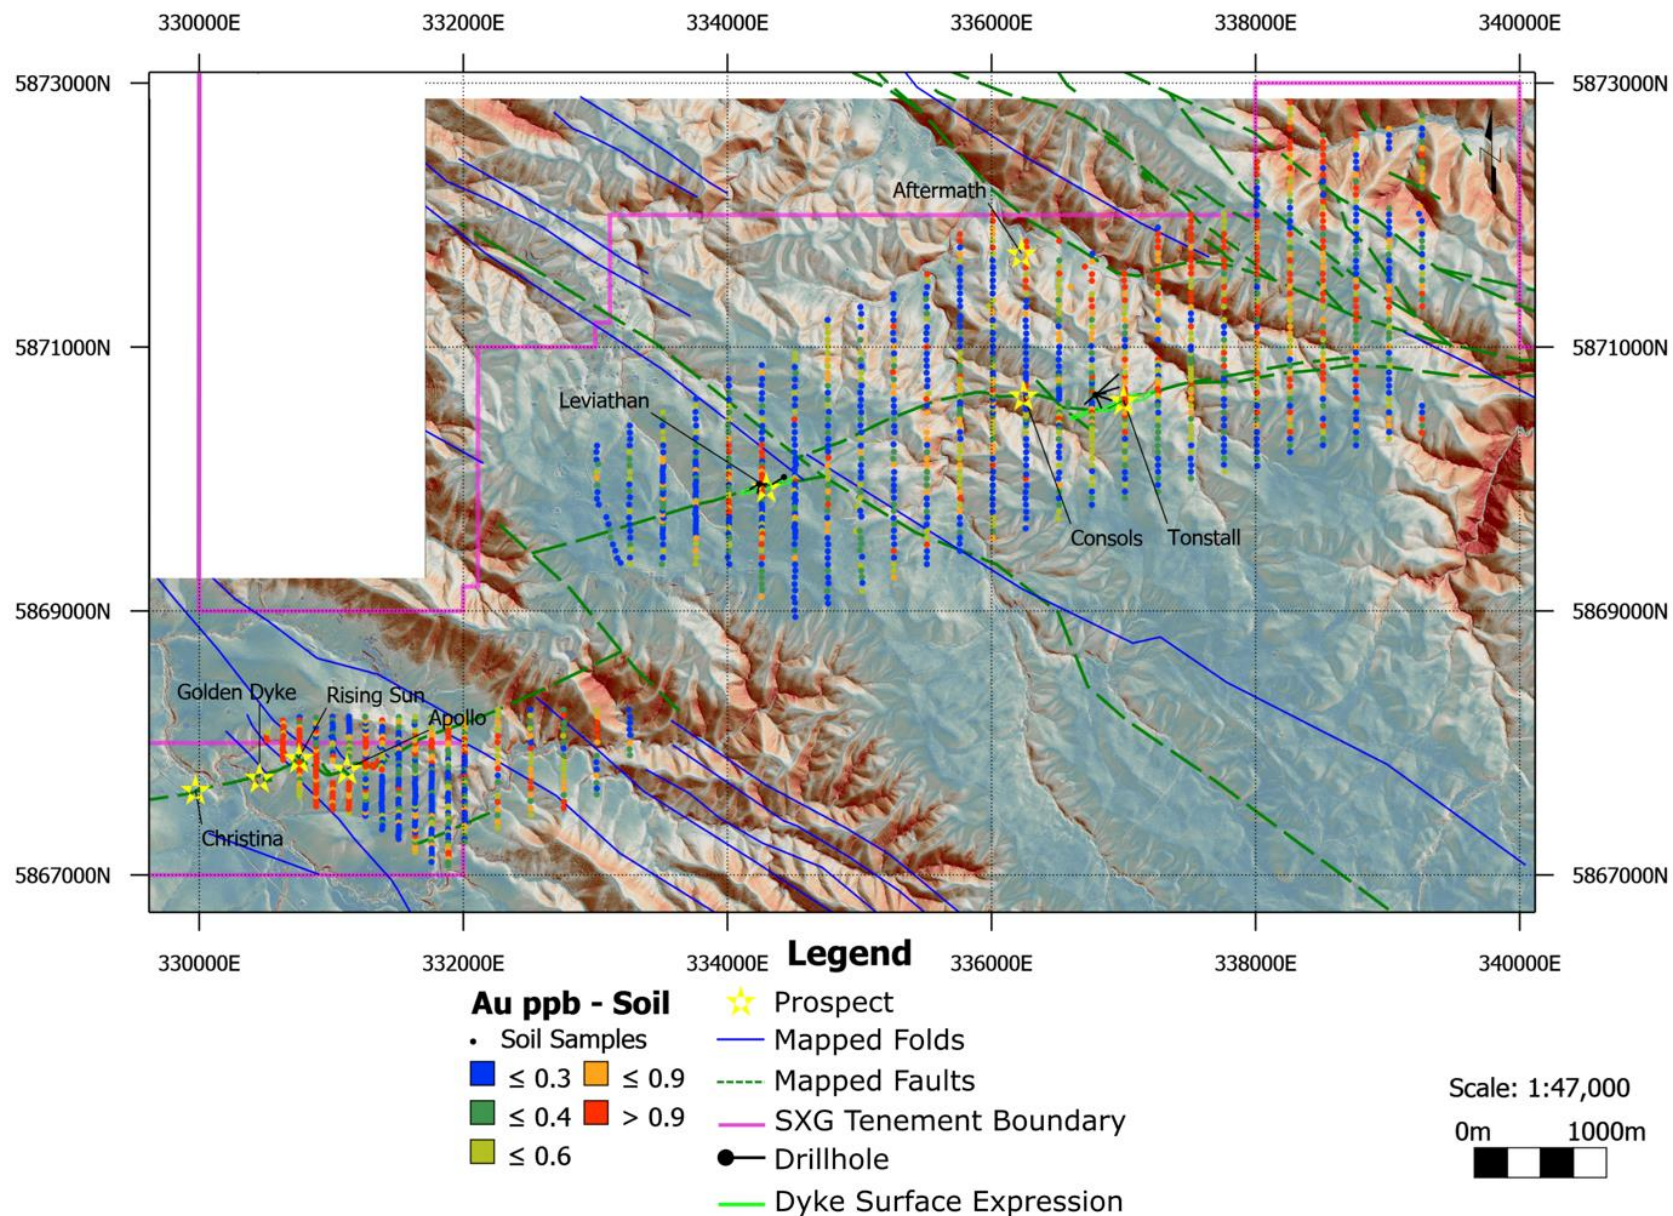 330000E 332000E 334000E 336000E 338000E 340000E
5873000N 5873000N
N
Aftermath
5871000N 5871000N
Leviathan
Consols Tonstall
5869000N 5869000N
Golden Dyke Rising Sun
Apollo
Christina
5867000N 5867000N
330000E 332000E 334000E 336000E 338000E 340000E
Legend
Au ppb - Soil
Soil Samples
≤ 0.3 ≤ 0.9
≤ 0.4 > 0.9
≤ 0.6
Prospect
Mapped Folds
Mapped Faults
SXG Tenement Boundary
Drillhole
Dyke Surface Expression
Scale: 1:47,000
0m 1000m